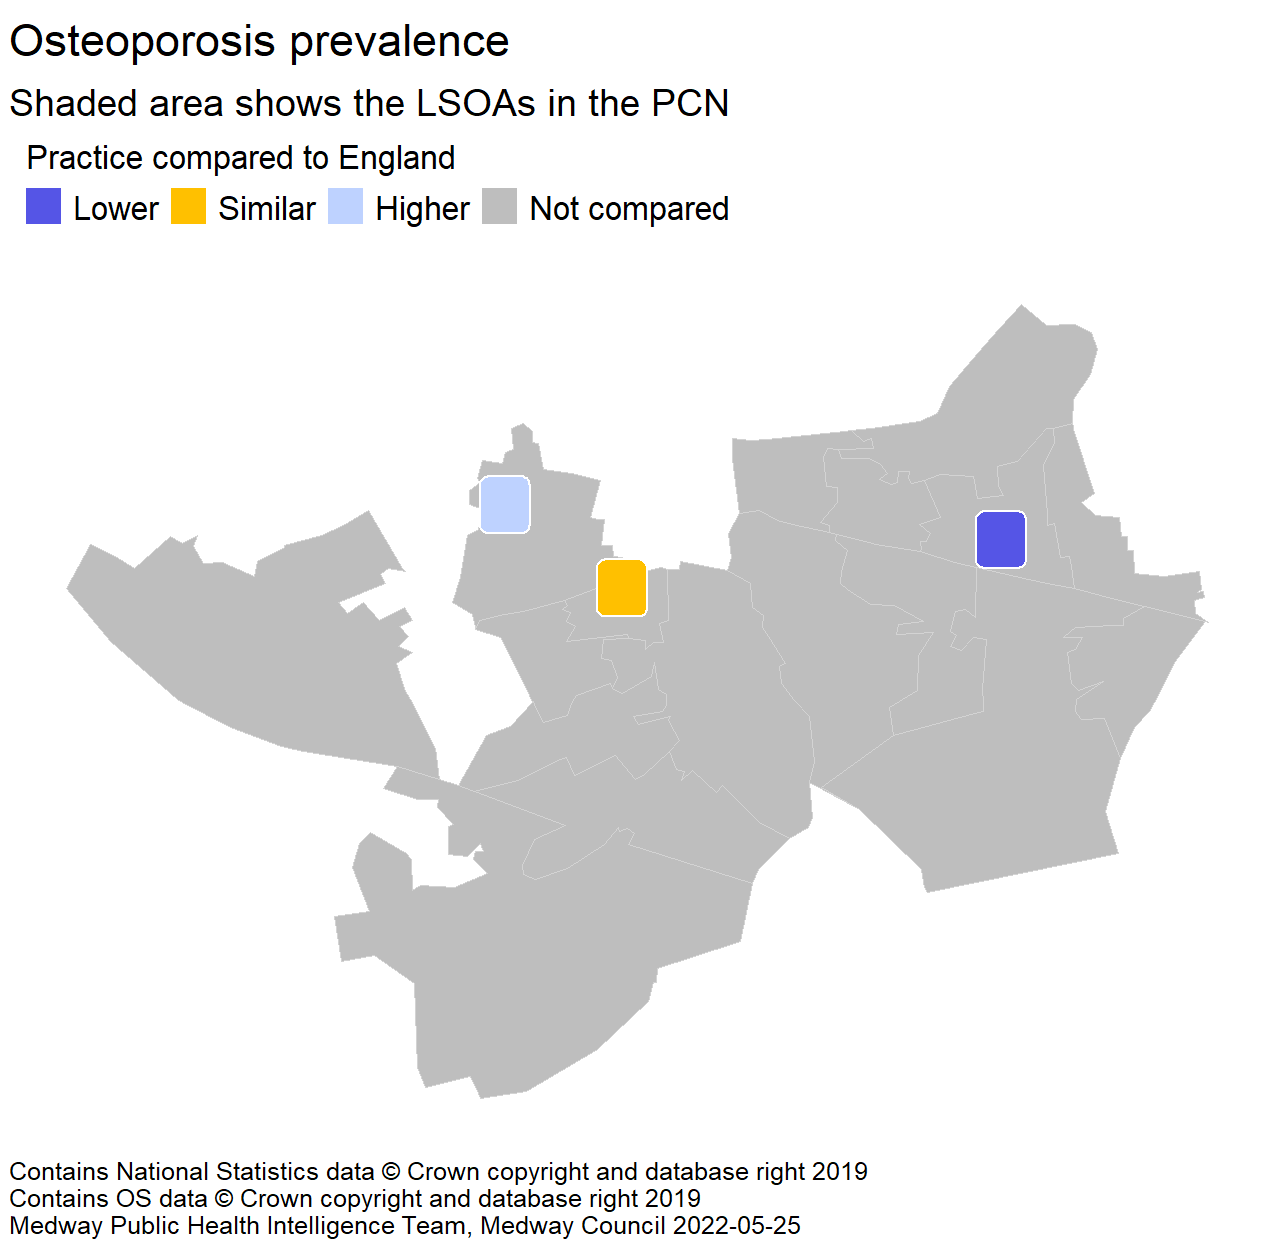 Osteoporosis prevalence
Shaded area shows the LSOAs in the PCN
Practice compared to England
Lower Similar Higher Not compared
Contains National Statistics data © Crown copyright and database right 2019
Contains OS data © Crown copyright and database right 2019
Medway Public Health Intelligence Team, Medway Council 2022-05-25